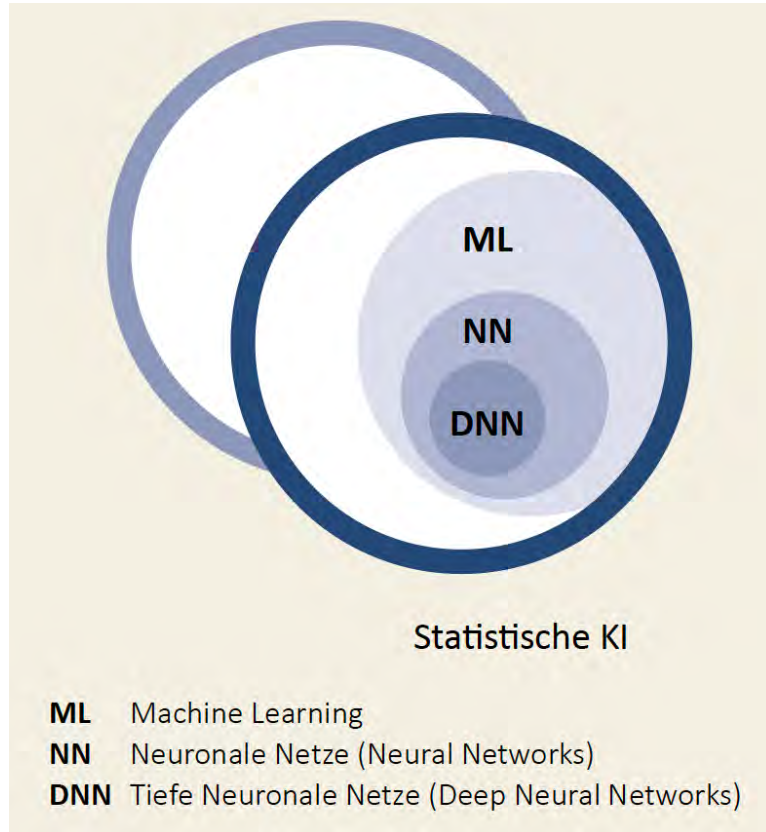 ML
NN
DNN
Statistische KI
ML Machine Learning
NN Neuronale Netze (Neural Networks)
DNN Tiefe Neuronale Netze (Deep Neural Networks)